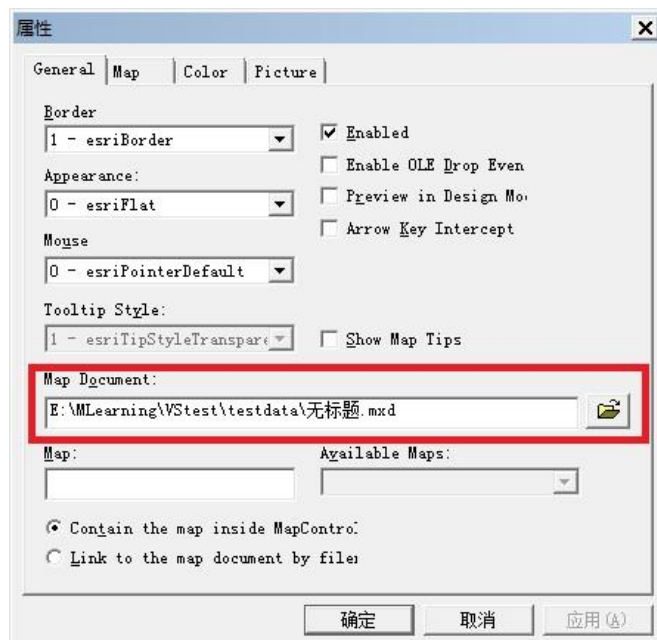 属性
General Map Color Picture
Border
1 - esriBorder
Enabled
Enable OLE Drop Even
Appearance:
0 - esriFlat
Preview in Design Mo
Arrow Key Intercept
Mouse
0 - esriPointerDefault
Tooltip Style:
1 - esriTipStyleTranspare
Show Map Tips
Map Document:
E:\MLearning\VStest\testdata\无标题.mxd
Map:
Available Maps:
Contain the map inside MapContro
Link to the map document by file
确定 取消 应用(A)